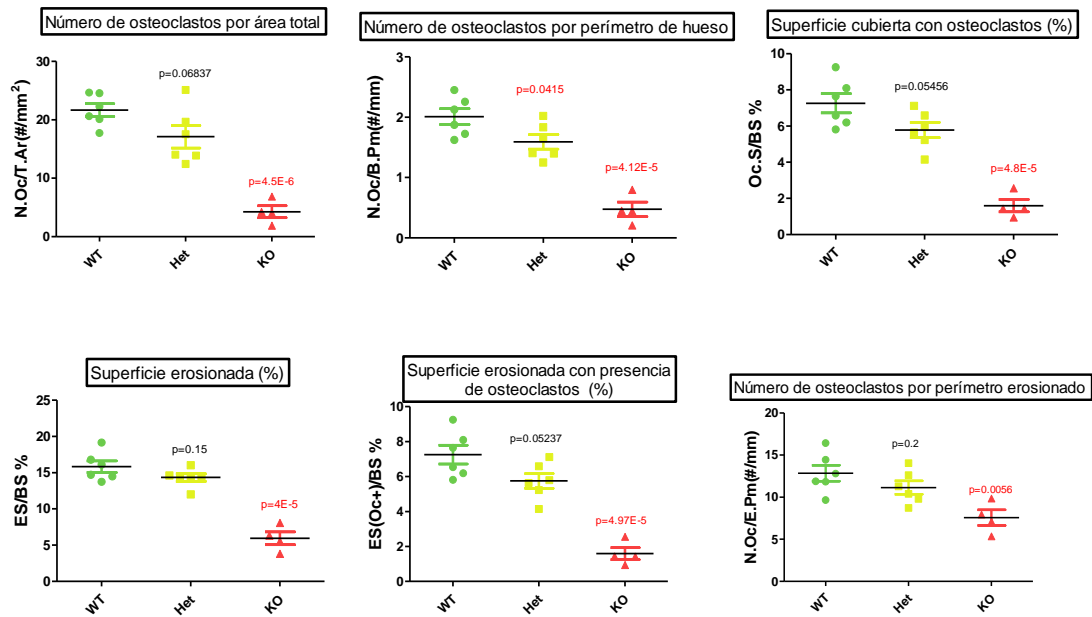 Número de osteoclastos por área total
N.Oc/T.Ar(#/mm²)
30
20
10
0
p=0.06837
p=4.5E-6
WT
Het
KO
Número de osteoclastos por perímetro de hueso
N.Oc/B.Pm(#/mm)
3
2
1
0
p=0.0415
p=4.12E-5
WT
Het
KO
Superficie cubierta con osteoclastos (%)
Oc.S/BS %
10
8
6
4
2
0
p=0.05456
p=4.8E-5
WT
Het
KO
Superficie erosionada (%)
ES/BS %
25
20
15
10
5
0
p=0.15
p=4E-5
WT
Het
KO
Superficie erosionada con presencia
de osteoclastos (%)
ES(Oc+)/BS %
10
8
6
4
2
0
p=0.05237
p=4.97E-5
WT
Het
KO
Número de osteoclastos por perímetro erosionado
N.Oc/E.Pm(#/mm)
20
15
10
5
0
p=0.2
p=0.0056
WT
Het
KO